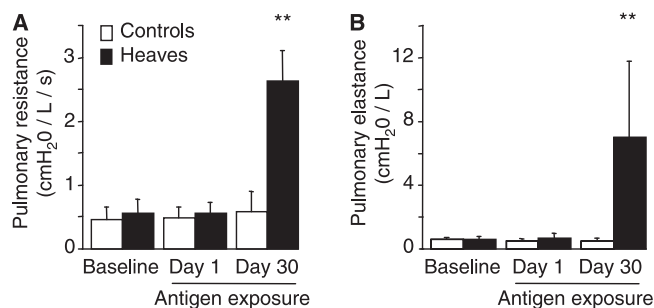 A
Controls
Heaves
**
Pulmonary resistance
(cmH20 / L / s)
3
2
1
0
Baseline Day 1 Day 30
Antigen exposure
B
**
Pulmonary elastance
(cmH20 / L)
12
8
4
0
Baseline Day 1 Day 30
Antigen exposure